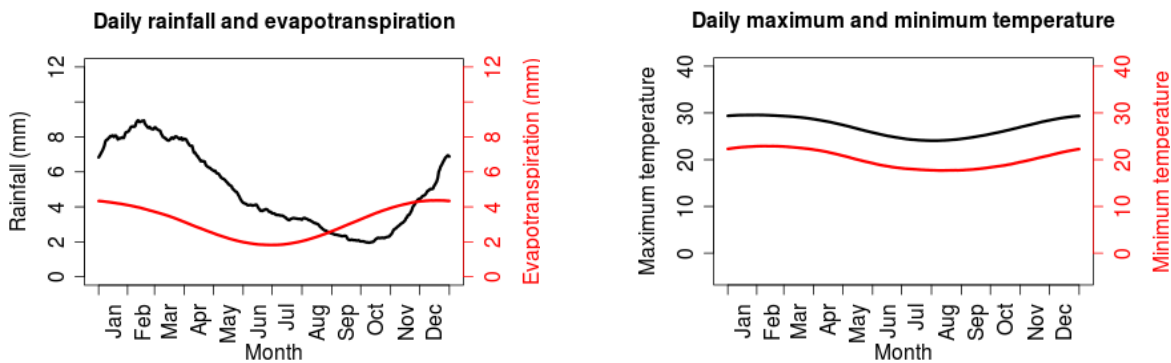 Daily rainfall and evapotranspiration
Rainfall (mm)
0 2 4 6 8 12
Evapotranspiration (mm)
0 2 4 6 8 12
Jan Feb Mar Apr May Jun Jul Aug Sep Oct Nov Dec
Month
Daily maximum and minimum temperature
Maximum temperature
0 10 20 30 40
Minimum temperature
0 10 20 30 40
Jan Feb Mar Apr May Jun Jul Aug Sep Oct Nov Dec
Month